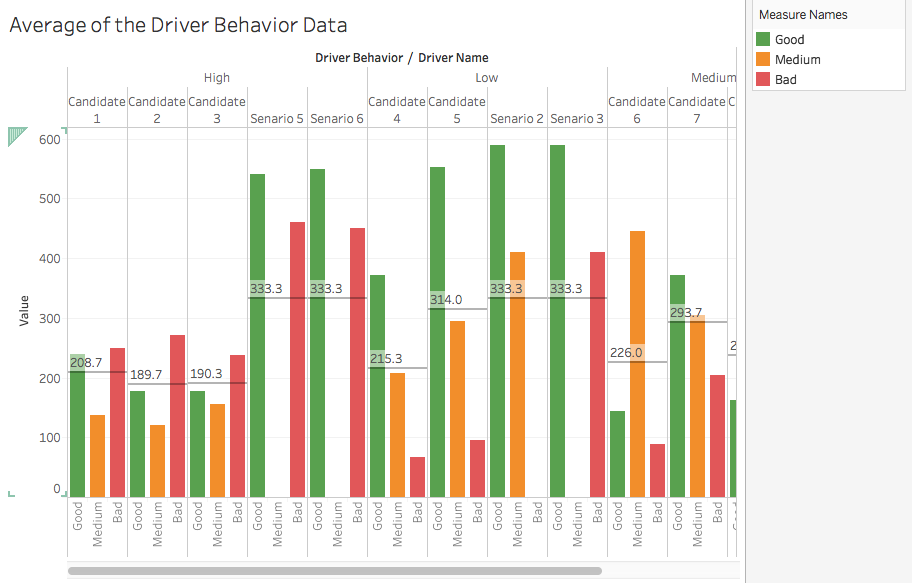 Average of the Driver Behavior Data
Measure Names
Good
Medium
Bad
Driver Behavior / Driver Name
High Low Medium
Candidate 1 Candidate 2 Candidate 3 Senario 5 Senario 6 Candidate 4 Candidate 5 Senario 2 Senario 3 Candidate 6 Candidate 7 C
Value
600
500
400
300
200
100
0
208.7 189.7 190.3 333.3 333.3 215.3 314.0 333.3 333.3 226.0 293.7 2
Good Medium Bad Good Medium Bad Good Medium Bad Good Medium Bad Good Medium Bad Good Medium Bad Good Medium Bad Good Medium Bad Good Medium Bad Good Medium Bad Good Medium Bad